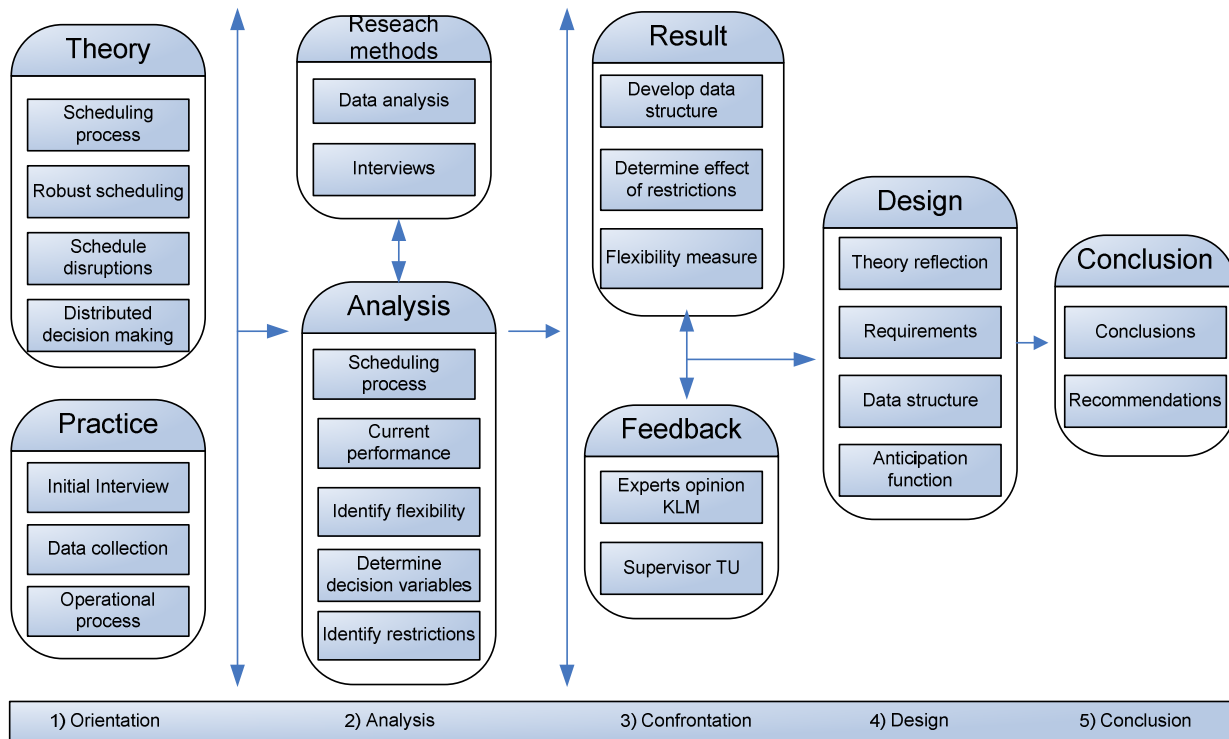 Theory
Scheduling
process
Robust scheduling
Schedule
disruptions
Distributed
decision making
Practice
Initial Interview
Data collection
Operational
process
Reseach
methods
Data analysis
Interviews
Analysis
Scheduling
process
Current
performance
Identify flexibility
Determine
decision variables
Identify restrictions
Result
Develop data
structure
Determine effect
of restrictions
Flexibility measure
Feedback
Experts opinion
KLM
Supervisor TU
Design
Theory reflection
Requirements
Data structure
Anticipation
function
Conclusion
Conclusions
Recommendations
1) Orientation
2) Analysis
3) Confrontation
4) Design
5) Conclusion